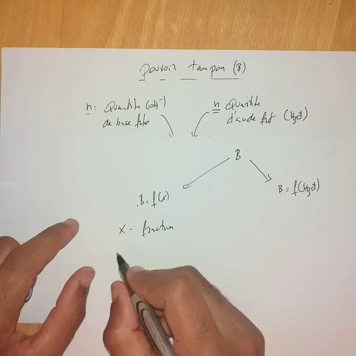 Pouvoir tampon (β)
n: Quantité (OH⁻)
de base forte
n Quantité
d'acide fort (H₃O⁺)
B
B = f(x)
B = f(H₃O⁺)
x = fraction